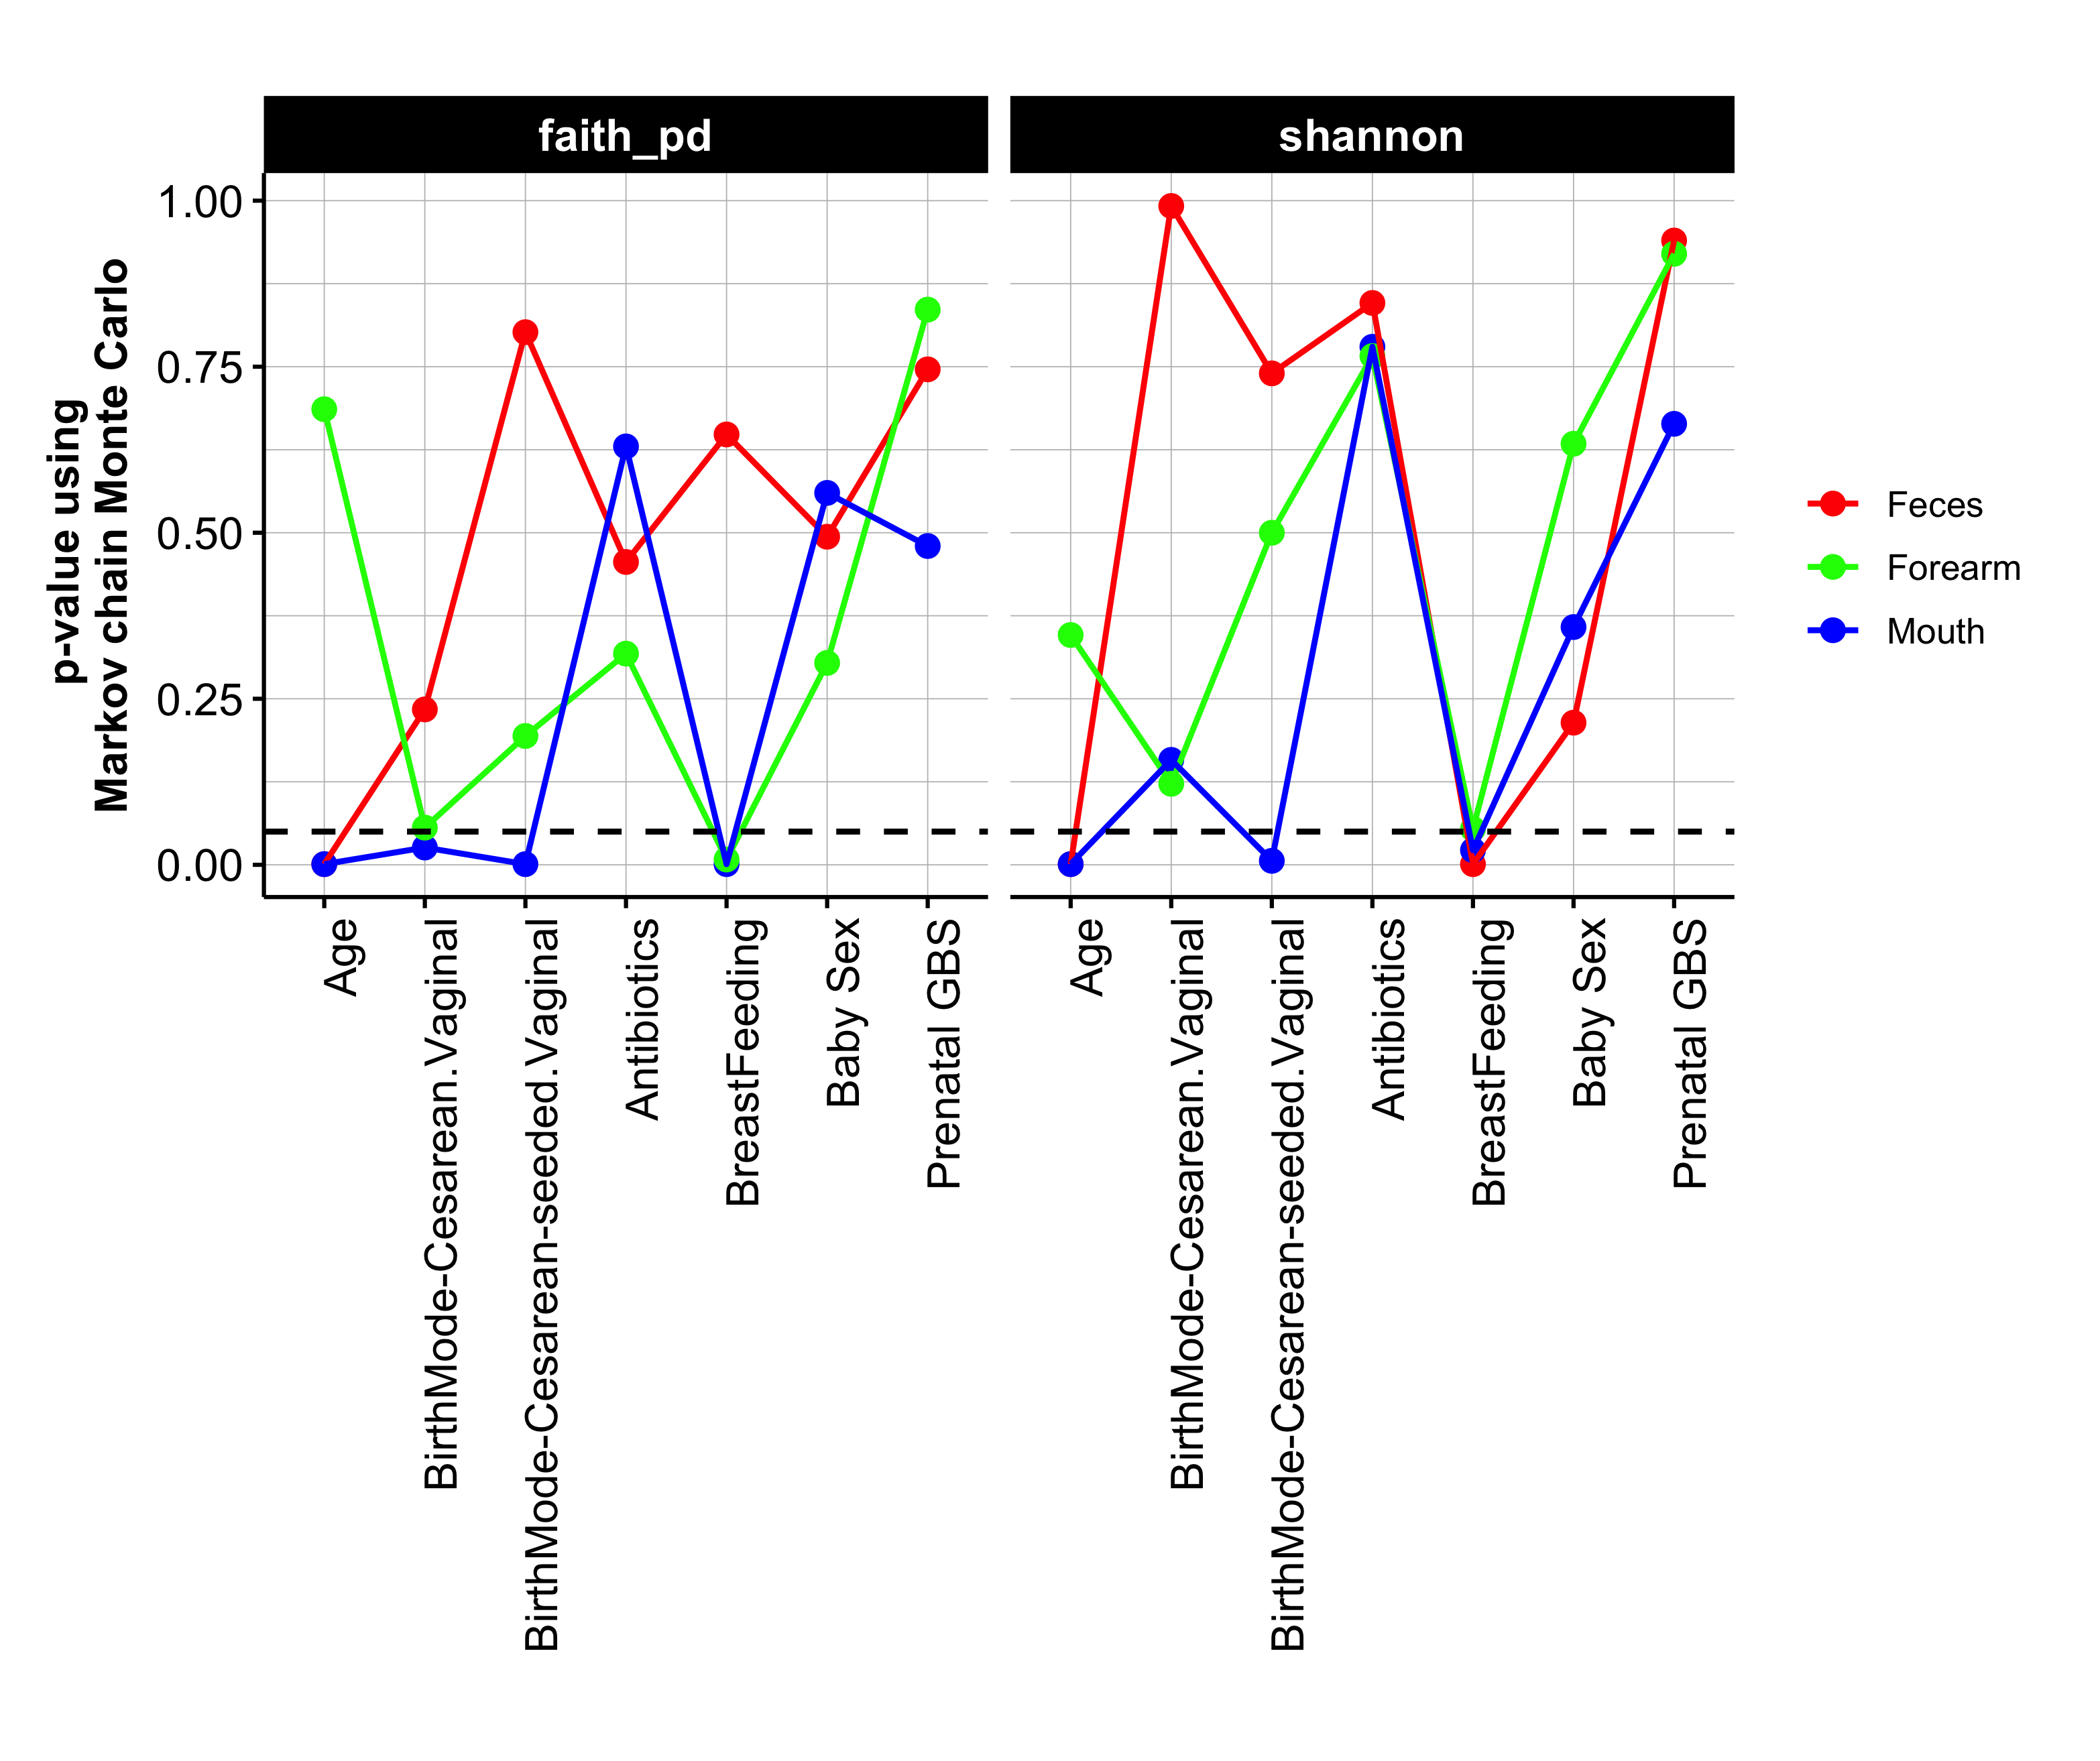 faith_pd
shannon
p-value using
Markov chain Monte Carlo
1.00
0.75
0.50
0.25
0.00
Age
BirthMode-Cesarean.Vaginal
BirthMode-Cesarean-seeded.Vaginal
Antibiotics
BreastFeeding
Baby Sex
Prenatal GBS
Age
BirthMode-Cesarean.Vaginal
BirthMode-Cesarean-seeded.Vaginal
Antibiotics
BreastFeeding
Baby Sex
Prenatal GBS
Feces
Forearm
Mouth